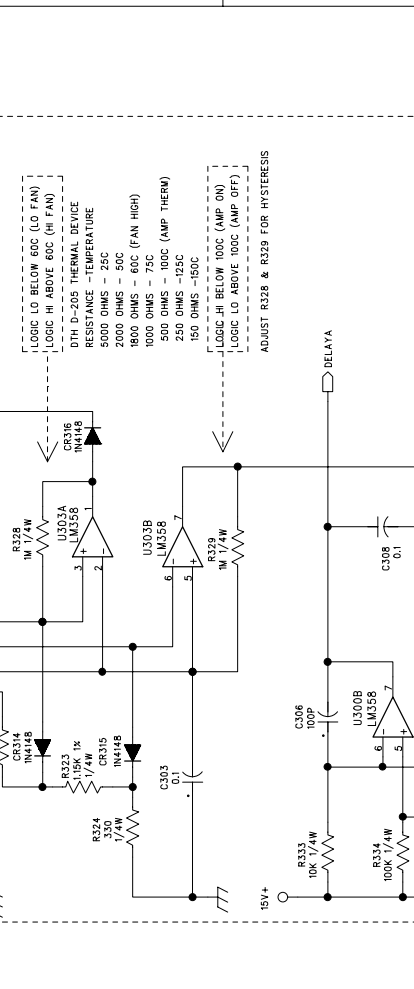 LOGIC LO BELOW 60C (LO FAN)
LOGIC HI ABOVE 60C (HI FAN)
DTH D-205 THERMAL DEVICE
RESISTANCE -TEMPERATURE
5000 OHMS - 25C
2000 OHMS - 50C
1800 OHMS - 60C (FAN HIGH)
1000 OHMS - 75C
500 OHMS - 100C (AMP THERM)
250 OHMS -125C
150 OHMS -150C
LOGIC HI BELOW 100C (AMP ON)
LOGIC LO ABOVE 100C (AMP OFF)
ADJUST R328 & R329 FOR HYSTERESIS
DELAYA
CR316
1N4148
R328
1M 1/4W
U303A
LM358
3
2
1
+
-
U303B
LM358
6
5
7
-
+
R329
1M 1/4W
C308
0.1
CR314
1N4148
R323
1.15K 1%
1/4W
CR315
1N4148
R324
330
1/4W
C303
0.1
C306
100P
U300B
LM358
6
5
7
-
+
R333
10K 1/4W
R334
100K 1/4W
15V+